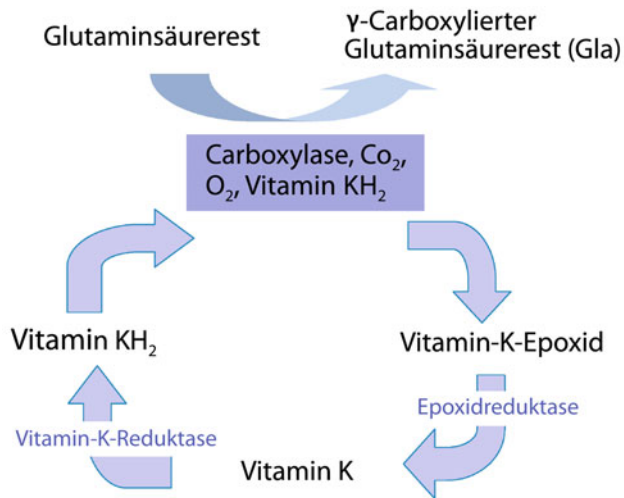 Glutaminsäurerest
γ-Carboxylierter
Glutaminsäurerest (Gla)
Carboxylase, Co₂,
O₂, Vitamin KH₂
Vitamin KH₂
Vitamin-K-Epoxid
Epoxidreduktase
Vitamin-K-Reduktase
Vitamin K